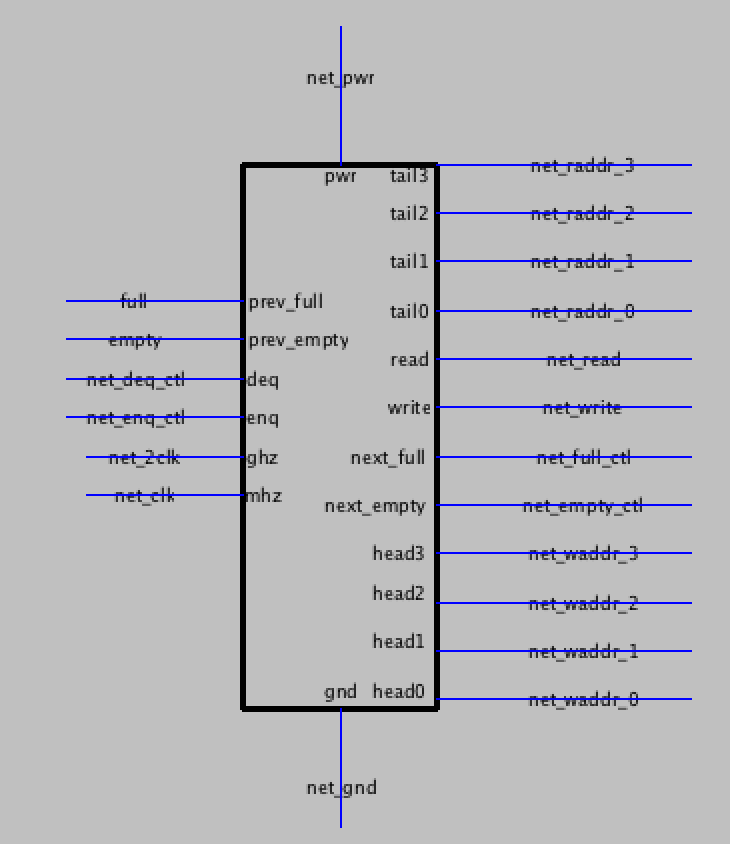 net_pwr
pwr tail3 net_raddr_3
tail2 net_raddr_2
tail1 net_raddr_1
full prev_full tail0 net_raddr_0
empty prev_empty
read net_read
net_deq_ctl deq
write net_write
net_enq_ctl enq
net_2clk ghz next_full net_full_ctl
net_clk mhz next_empty net_empty_ctl
head3 net_waddr_3
head2 net_waddr_2
head1 net_waddr_1
gnd head0 net_waddr_0
net_gnd